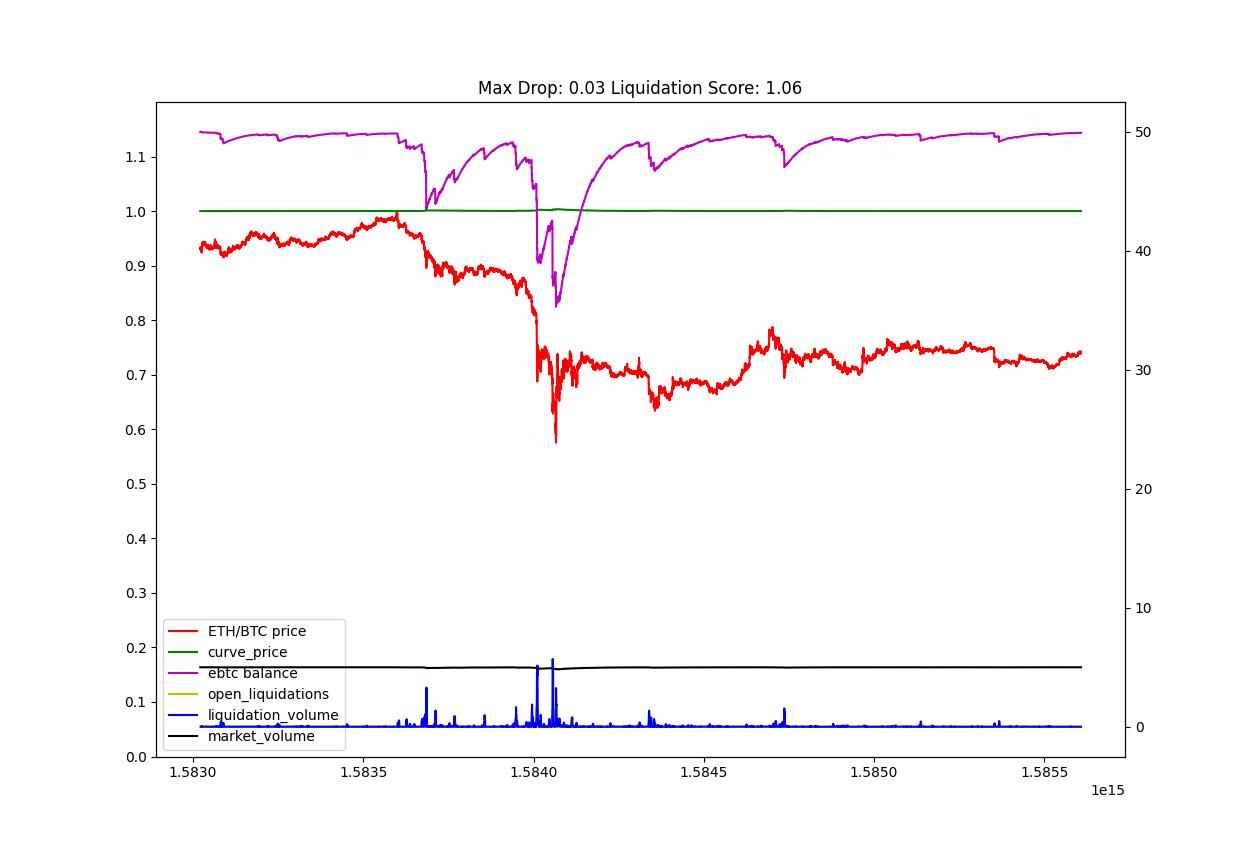 Max Drop: 0.03 Liquidation Score: 1.06
1.1
1.0
0.9
0.8
0.7
0.6
0.5
0.4
0.3
0.2
0.1
0.0
50
40
30
20
10
0
ETH/BTC price
curve_price
ebtc balance
open_liquidations
liquidation_volume
market_volume
1.5830 1.5835 1.5840 1.5845 1.5850 1.5855
1e15